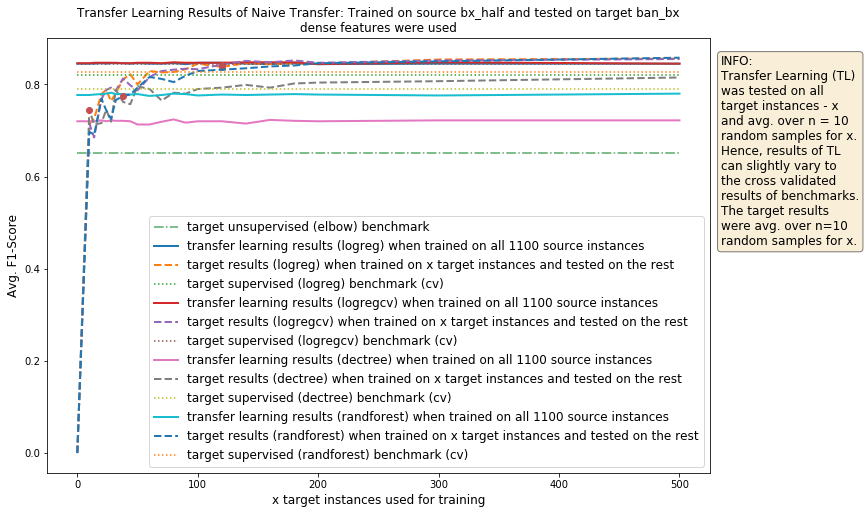 Transfer Learning Results of Naive Transfer: Trained on source bx_half and tested on target ban_bx
dense features were used
Avg. F1-Score
0.8
0.6
0.4
0.2
0.0
0
100
200
300
400
500
x target instances used for training
target unsupervised (elbow) benchmark
transfer learning results (logreg) when trained on all 1100 source instances
target results (logreg) when trained on x target instances and tested on the rest
target supervised (logreg) benchmark (cv)
transfer learning results (logregcv) when trained on all 1100 source instances
target results (logregcv) when trained on x target instances and tested on the rest
target supervised (logregcv) benchmark (cv)
transfer learning results (dectree) when trained on all 1100 source instances
target results (dectree) when trained on x target instances and tested on the rest
target supervised (dectree) benchmark (cv)
transfer learning results (randforest) when trained on all 1100 source instances
target results (randforest) when trained on x target instances and tested on the rest
target supervised (randforest) benchmark (cv)
INFO:
Transfer Learning (TL)
was tested on all
target instances - x
and avg. over n = 10
random samples for x.
Hence, results of TL
can slightly vary to
the cross validated
results of benchmarks.
The target results
were avg. over n=10
random samples for x.